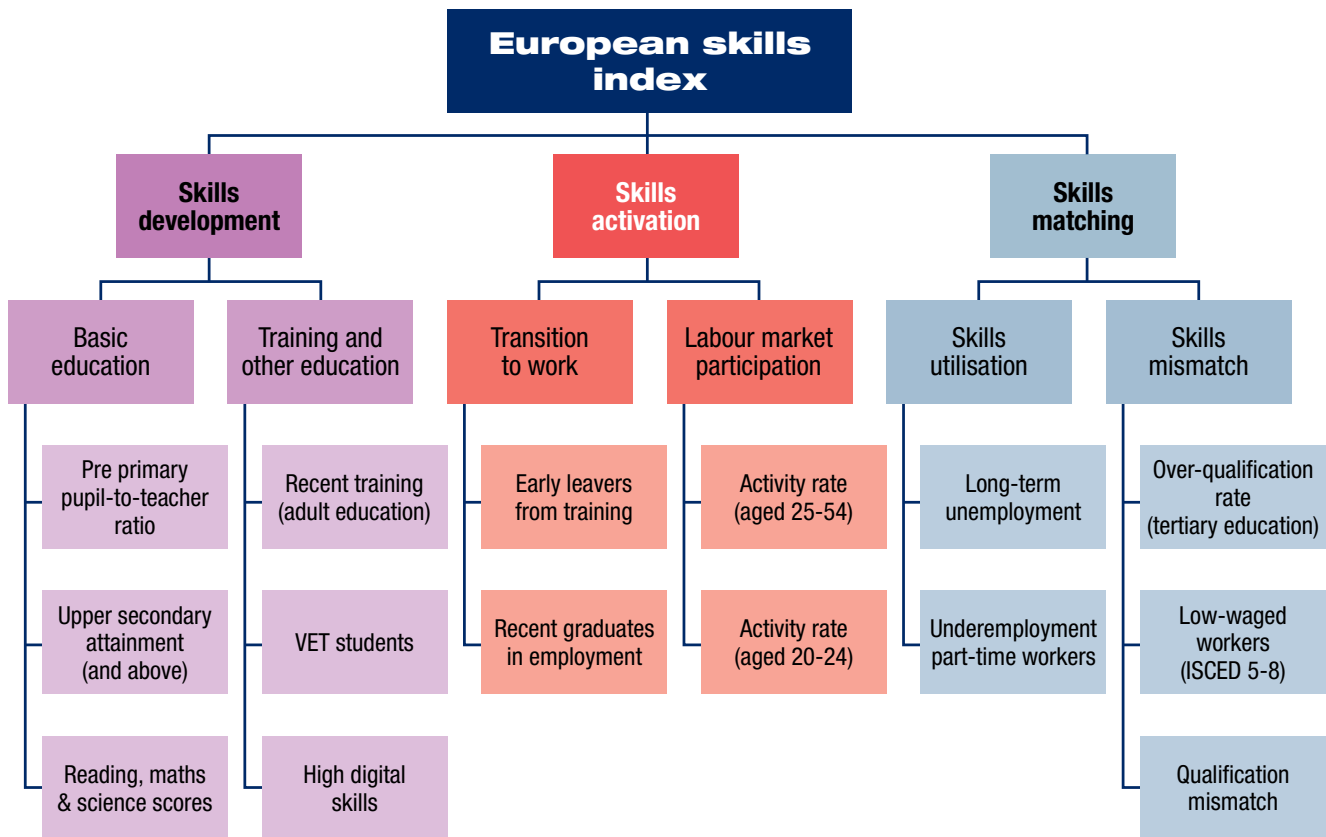 European skills
index
Skills
development
Skills
activation
Skills
matching
Basic
education
Training and
other education
Transition
to work
Labour market
participation
Skills
utilisation
Skills
mismatch
Pre primary
pupil-to-teacher
ratio
Recent training
(adult education)
Early leavers
from training
Activity rate
(aged 25-54)
Long-term
unemployment
Over-qualification
rate
(tertiary education)
Upper secondary
attainment
(and above)
VET students
Recent graduates
in employment
Activity rate
(aged 20-24)
Underemployment
part-time workers
Low-waged
workers
(ISCED 5-8)
Reading, maths
& science scores
High digital
skills
Qualification
mismatch